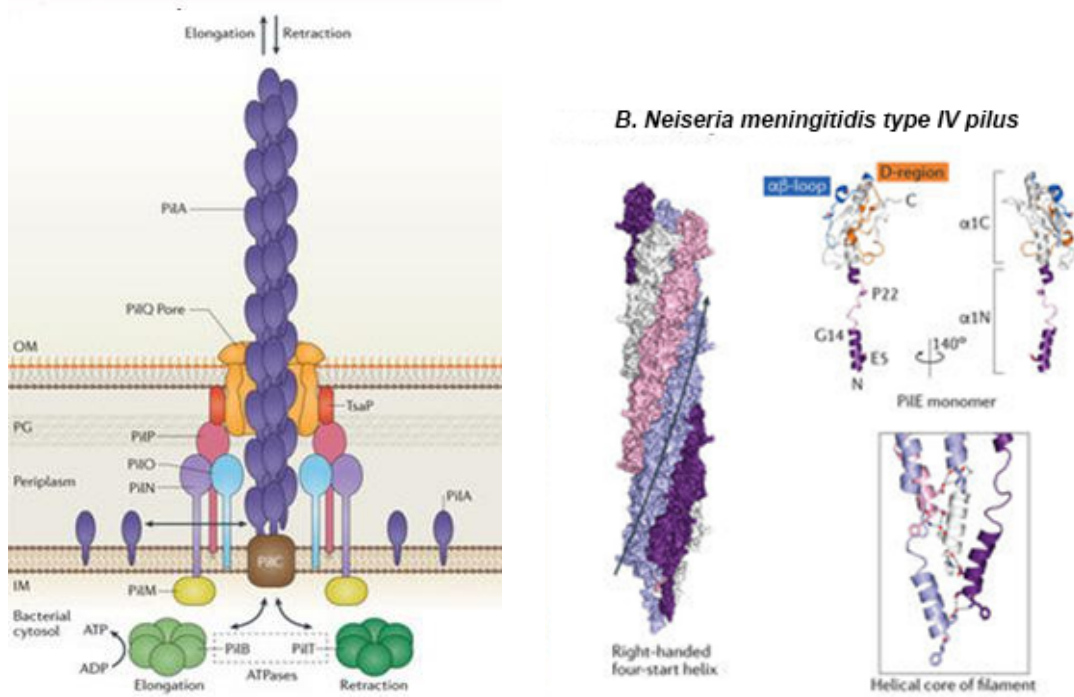 Elongation
Retraction
PilA
PilQ Pore
OM
TsaP
PG
PilP
PilO
PilN
Periplasm
PilA
PilC
IM
PilM
Bacterial
cytosol
ATP
ADP
PilB
PilT
ATPases
Elongation
Retraction
B. Neiseria meningitidis type IV pilus
αβ-loop
D-region
C
α1C
P22
α1N
G14
E5
140°
N
PilE monomer
Right-handed
four-start helix
Helical core of filament